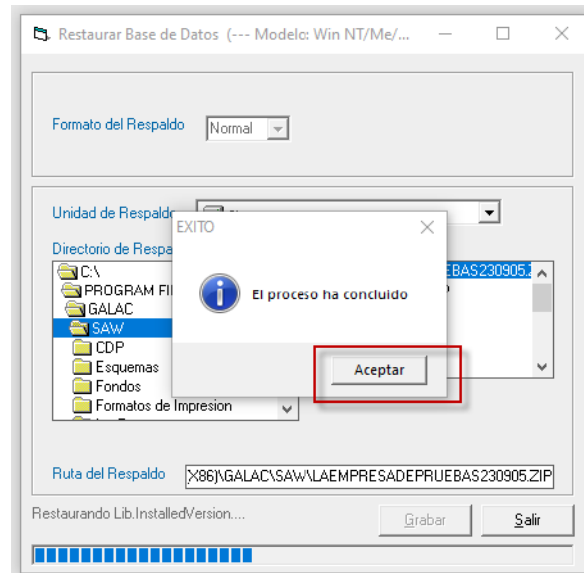 Restaurar Base de Datos (--- Modelo: Win NT/Me/...
Formato del Respaldo
Normal
Unidad de Respaldo
EXITO
Directorio de Respa
C:\
PROGRAM FI
GALAC
SAW
CDP
Esquemas
Fondos
Formatos de Impresion
EBAS230905.
El proceso ha concluido
Aceptar
Ruta del Respaldo
X86)\GALAC\SAW\LAEMPRESADEPRUEBAS230905.ZIP
Restaurando Lib.InstalledVersion....
Grabar
Salir